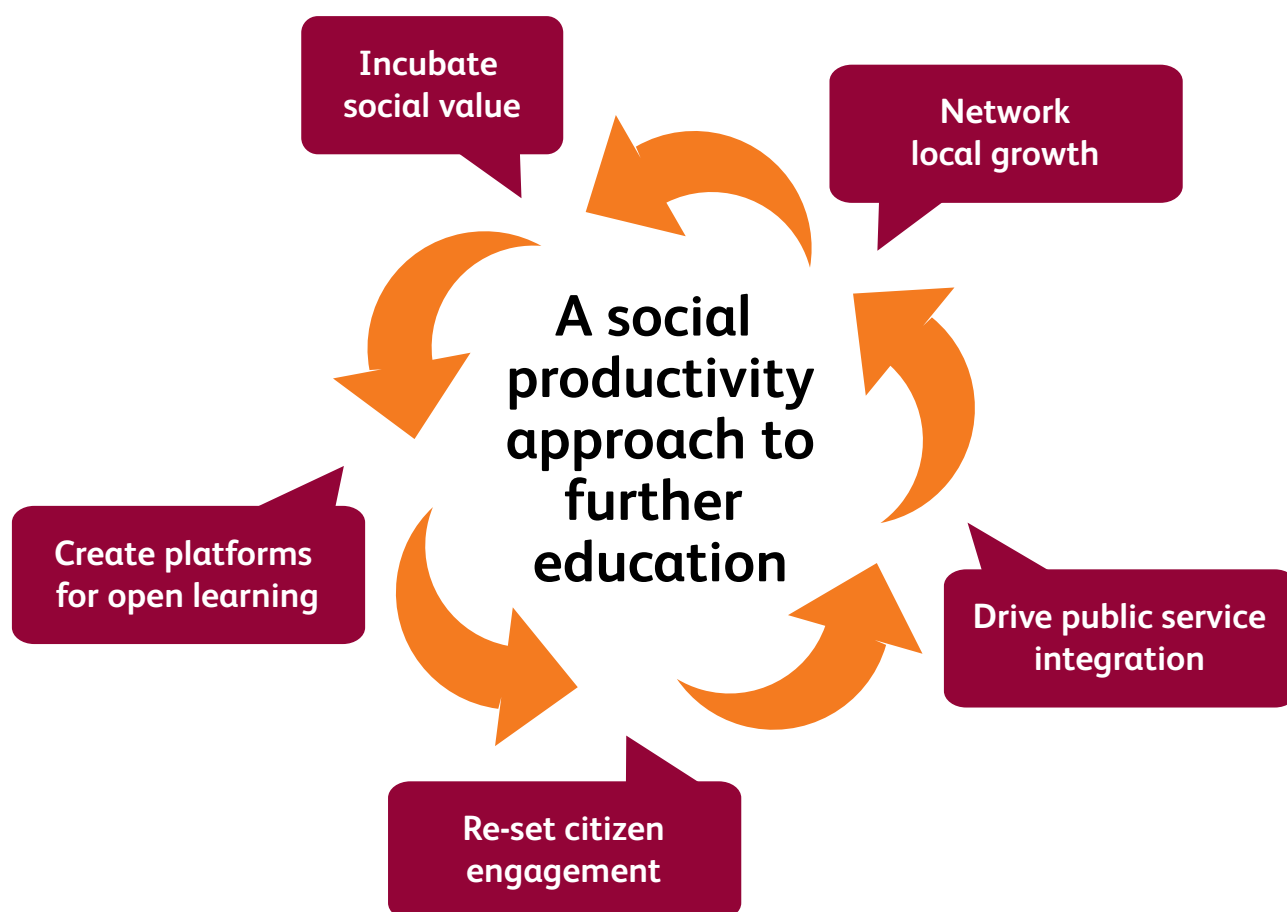 Incubate
social value
Network
local growth
A social
productivity
approach to
further
education
Create platforms
for open learning
Drive public service
integration
Re-set citizen
engagement